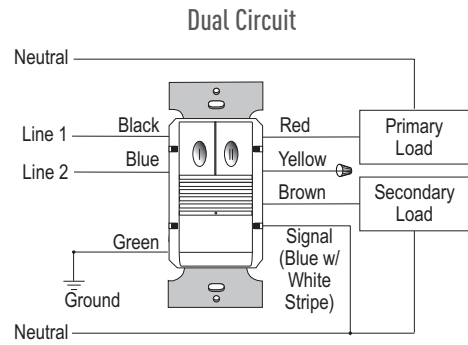 Dual Circuit
Neutral
Line 1
Black
Red
Primary
Load
Line 2
Blue
Yellow
Brown
Secondary
Load
Green
Signal
(Blue w/
White
Stripe)
Ground
Neutral